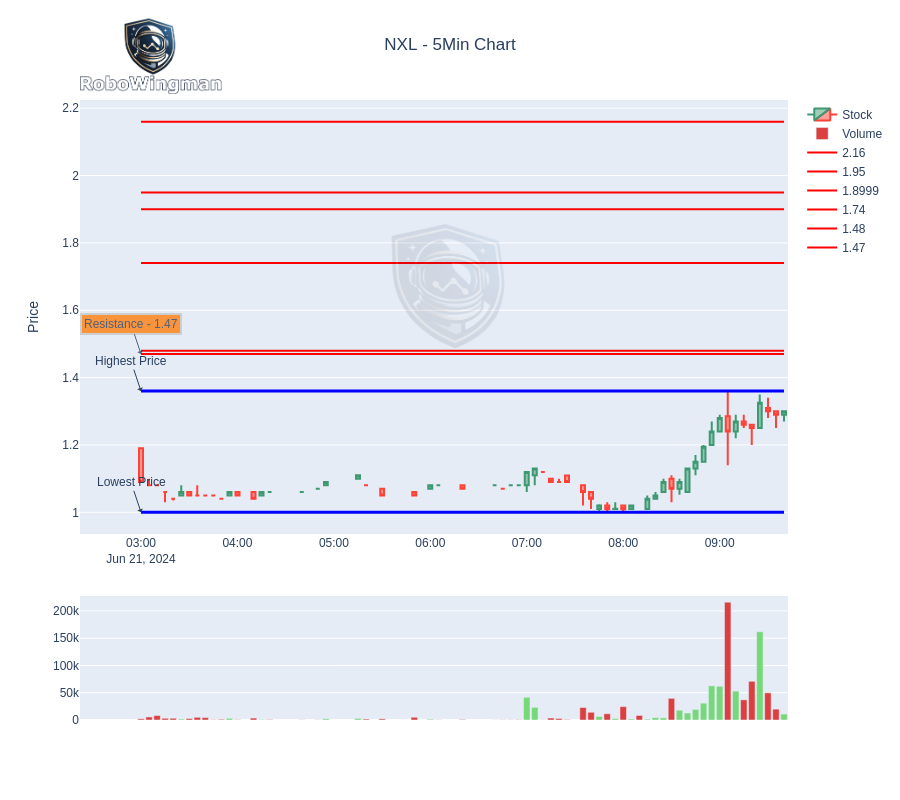 NXL - 5Min Chart
RoboWingman
Stock
Volume
2.16
1.95
1.8999
1.74
1.48
1.47
Price
2.2
2
1.8
1.6
1.4
1.2
1
Resistance - 1.47
Highest Price
Lowest Price
03:00
04:00
05:00
06:00
07:00
08:00
09:00
Jun 21, 2024
200k
150k
100k
50k
0